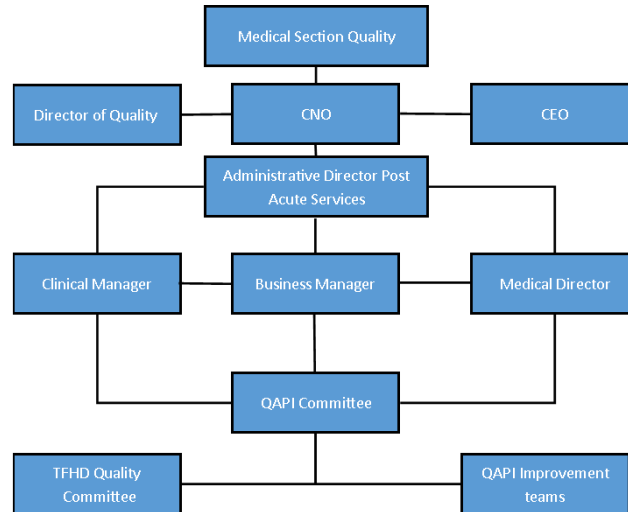 Medical Section Quality
Director of Quality
CNO
CEO
Administrative Director Post
Acute Services
Clinical Manager
Business Manager
Medical Director
QAPI Committee
TFHD Quality
Committee
QAPI Improvement
teams